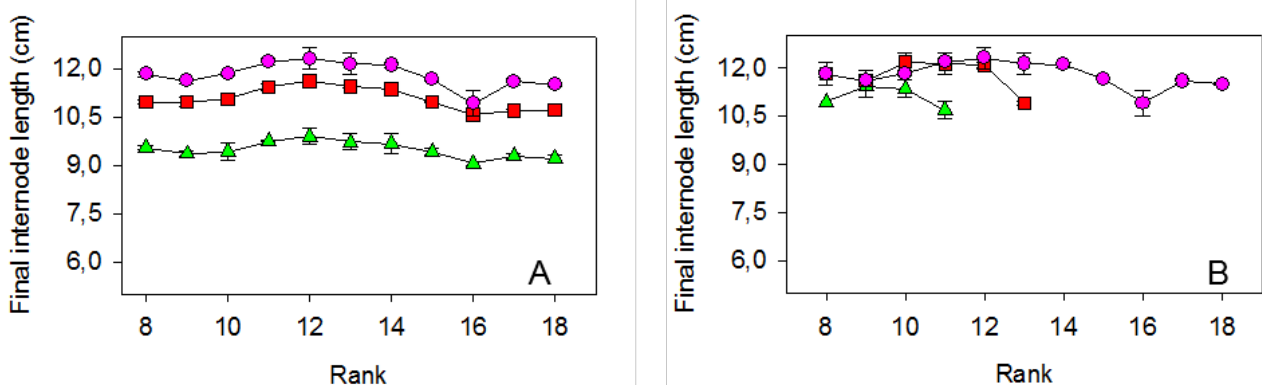 Final internode length (cm)
12,0
10,5
9,0
7,5
6,0
A
8 10 12 14 16 18
Rank
Final internode length (cm)
12,0
10,5
9,0
7,5
6,0
B
8 10 12 14 16 18
Rank